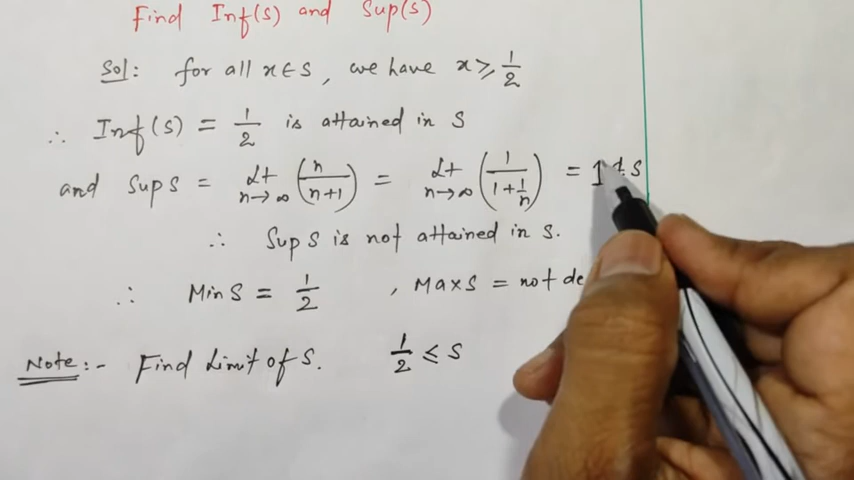 Find Inf(s) and Sup(s)
Sol: for all x ∈ S, we have x ≥ 1/2
∴ Inf(s) = 1/2 is attained in S
and Sup S = Lt n→∞ (n/(n+1)) = Lt n→∞ (1/(1+1/n)) = 1 ∉ S
∴ Sup S is not attained in S.
∴ Min S = 1/2 , Max S = not
Note:- Find Limit of S. 1/2 ≤ S